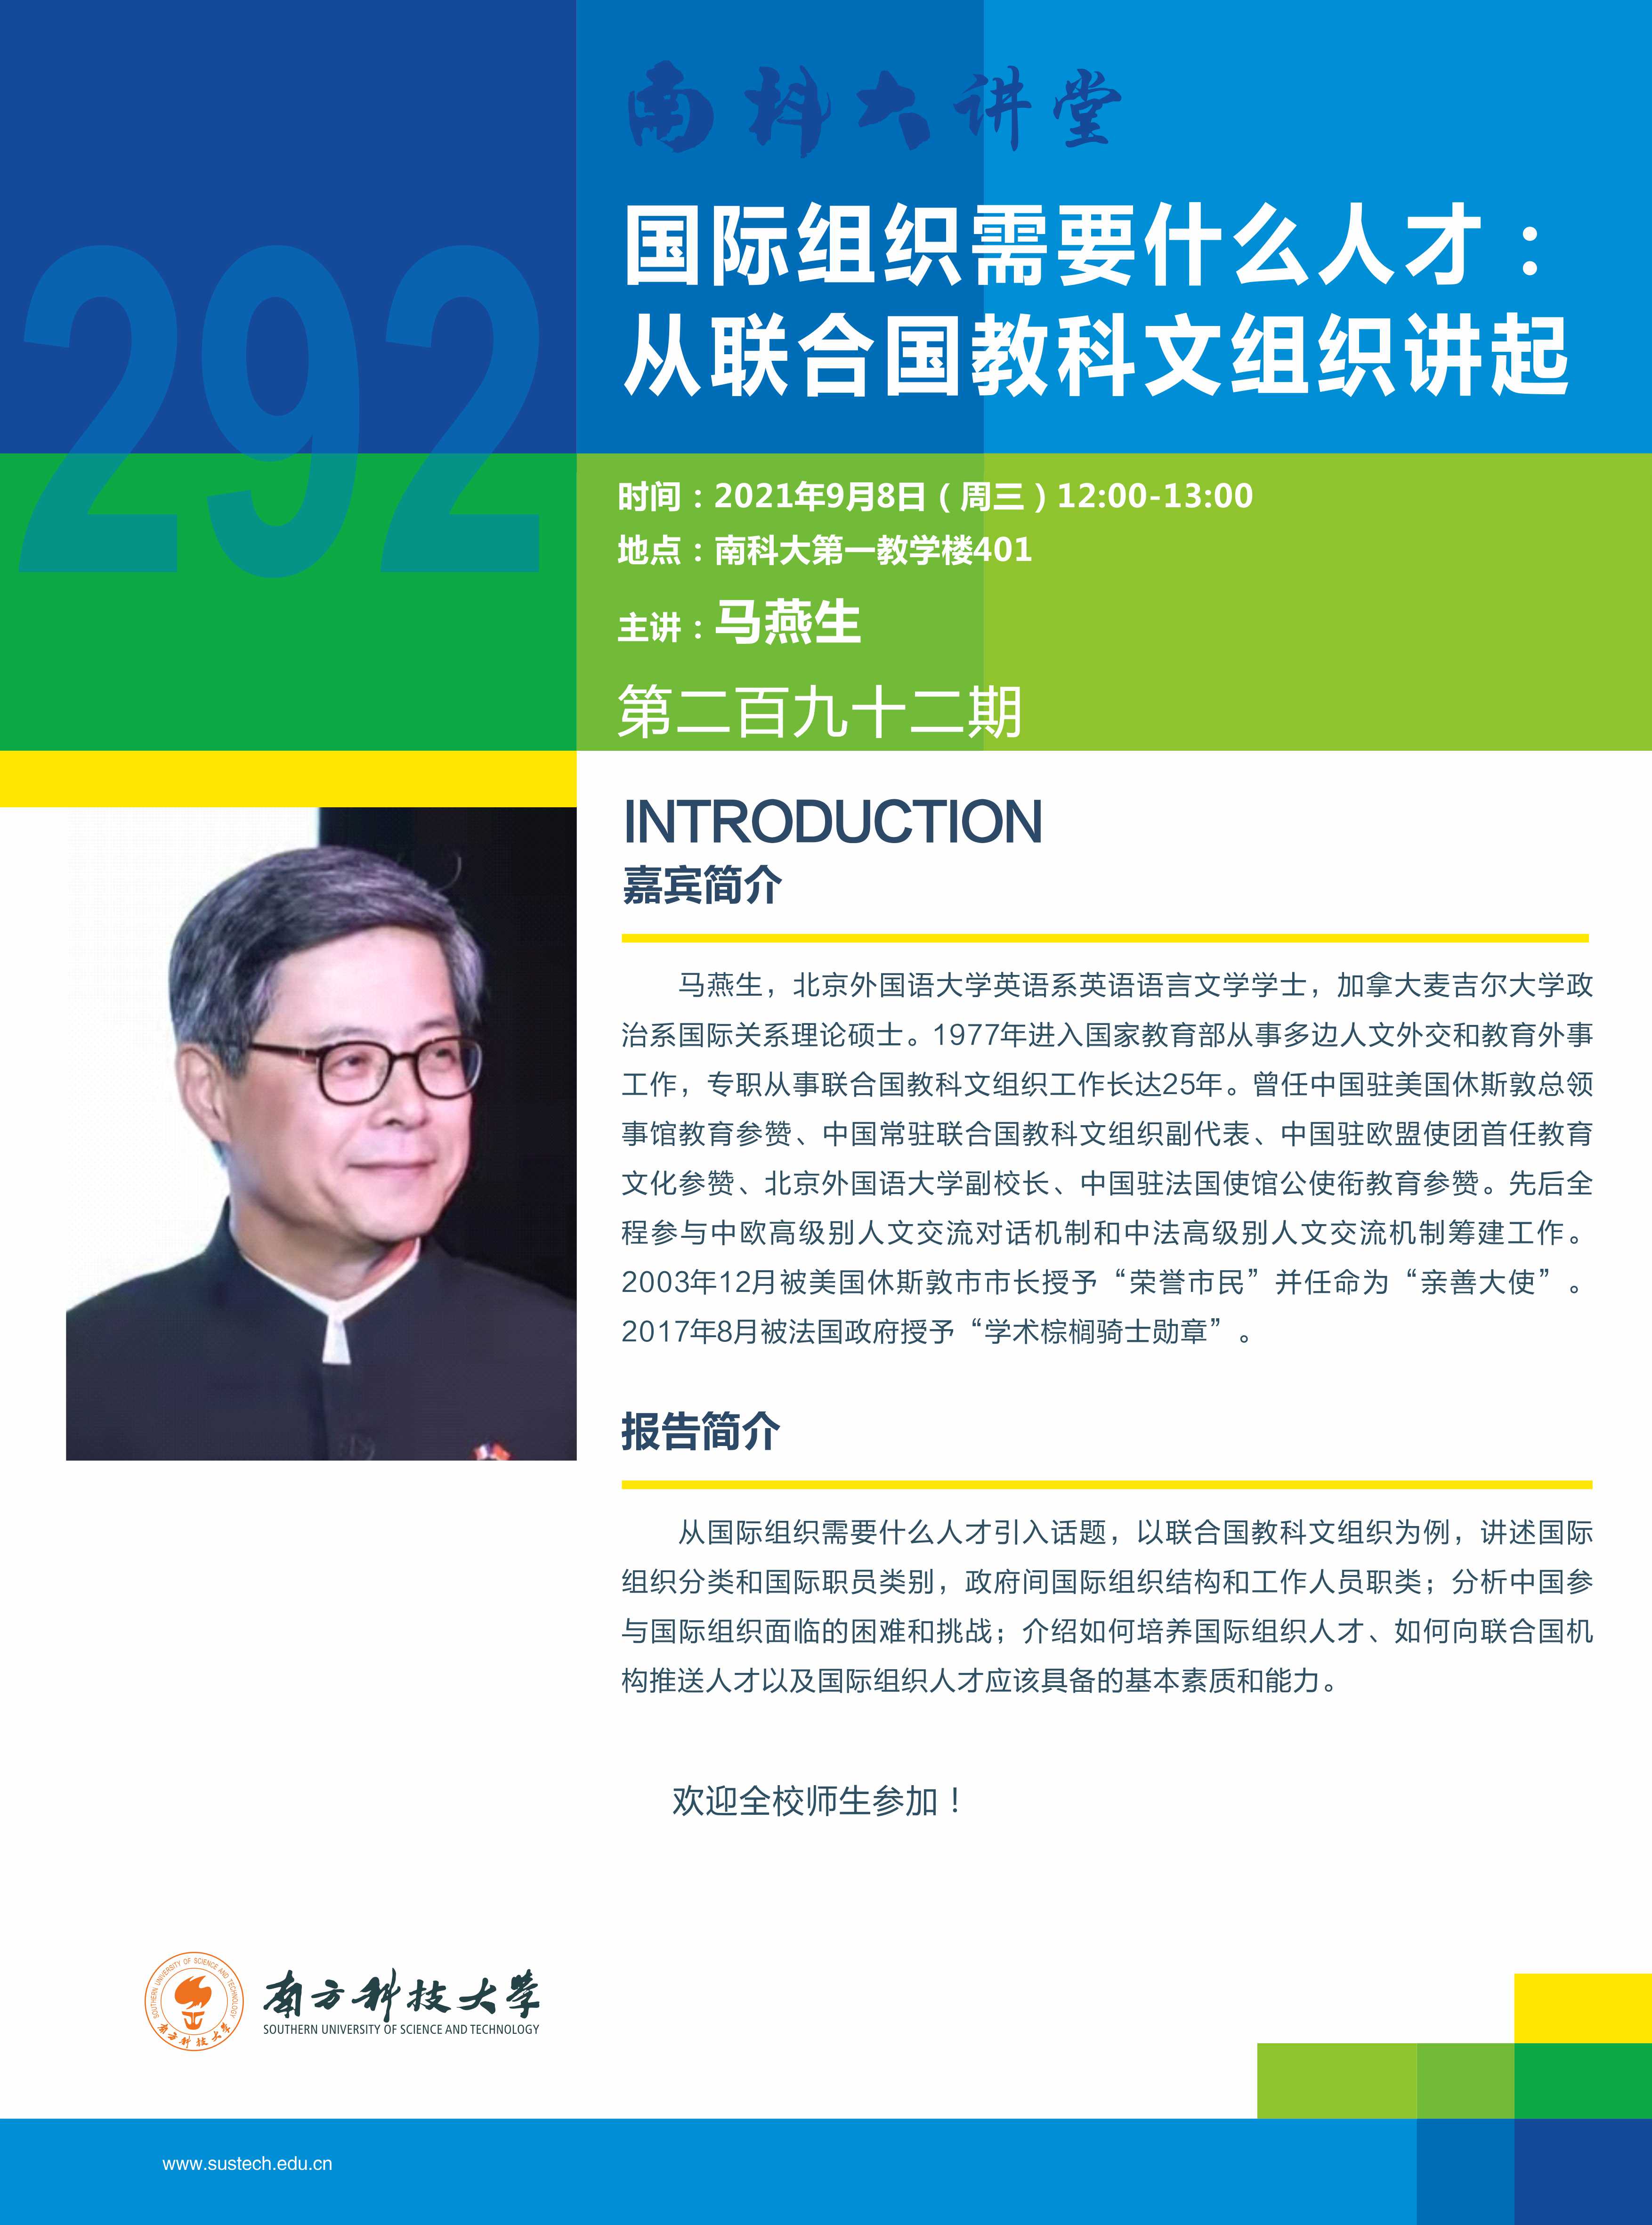 南科大讲堂
国际组织需要什么人才：
从联合国教科文组织讲起
292
时间：2021年9月8日（周三）12:00-13:00
地点：南科大第一教学楼401
主讲：马燕生
第二百九十二期
INTRODUCTION
嘉宾简介
马燕生，北京外国语大学英语系英语语言文学学士，加拿大麦吉尔大学政
治系国际关系理论硕士。1977年进入国家教育部从事多边人文外交和教育外事
工作，专职从事联合国教科文组织工作长达25年。曾任中国驻美国休斯敦总领
事馆教育参赞、中国常驻联合国教科文组织副代表、中国驻欧盟使团首任教育
文化参赞、北京外国语大学副校长、中国驻法国使馆公使衔教育参赞。先后全
程参与中欧高级别人文交流对话机制和中法高级别人文交流机制筹建工作。
2003年12月被美国休斯敦市市长授予“荣誉市民”并任命为“亲善大使”。
2017年8月被法国政府授予“学术棕榈骑士勋章”。
报告简介
从国际组织需要什么人才引入话题，以联合国教科文组织为例，讲述国际
组织分类和国际职员类别，政府间国际组织结构和工作人员职类；分析中国参
与国际组织面临的困难和挑战；介绍如何培养国际组织人才、如何向联合国机
构推送人才以及国际组织人才应该具备的基本素质和能力。
欢迎全校师生参加！
SOUTHERN UNIVERSITY OF SCIENCE AND TECHNOLOGY
南方科技大学
南方科技大学
SOUTHERN UNIVERSITY OF SCIENCE AND TECHNOLOGY
www.sustech.edu.cn